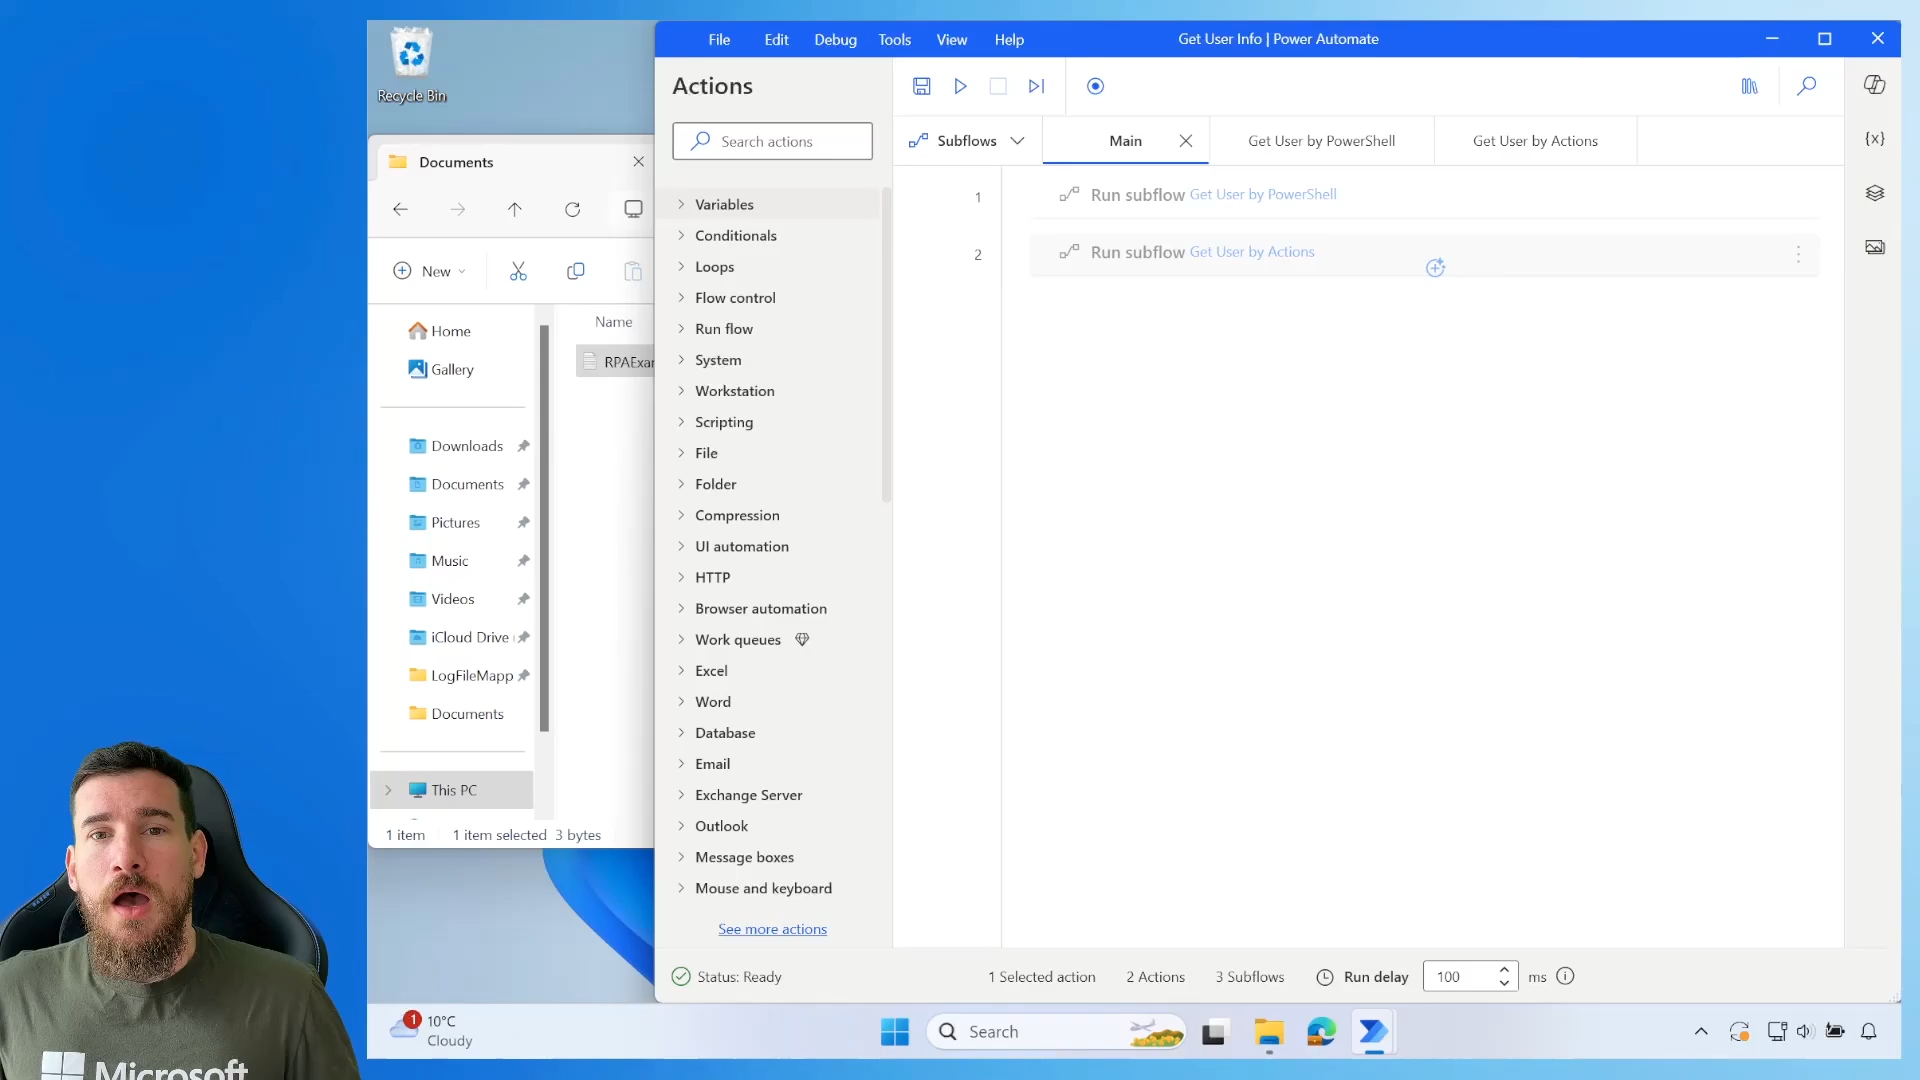 Recycle Bin
Documents
New
Name
RPAExar
Home
Gallery
Downloads
Documents
Pictures
Music
Videos
iCloud Drive
LogFileMapp
Documents
This PC
1 item
1 item selected
3 bytes
File
Edit
Debug
Tools
View
Help
Get User Info | Power Automate
Actions
Search actions
Variables
Conditionals
Loops
Flow control
Run flow
System
Workstation
Scripting
File
Folder
Compression
UI automation
HTTP
Browser automation
Work queues
Excel
Word
Database
Email
Exchange Server
Outlook
Message boxes
Mouse and keyboard
See more actions
Subflows
Main
Get User by PowerShell
Get User by Actions
{x}
1
Run subflow Get User by PowerShell
2
Run subflow Get User by Actions
Status: Ready
1 Selected action
2 Actions
3 Subflows
Run delay
100
ms
1
10°C
Cloudy
Search
Microsoft